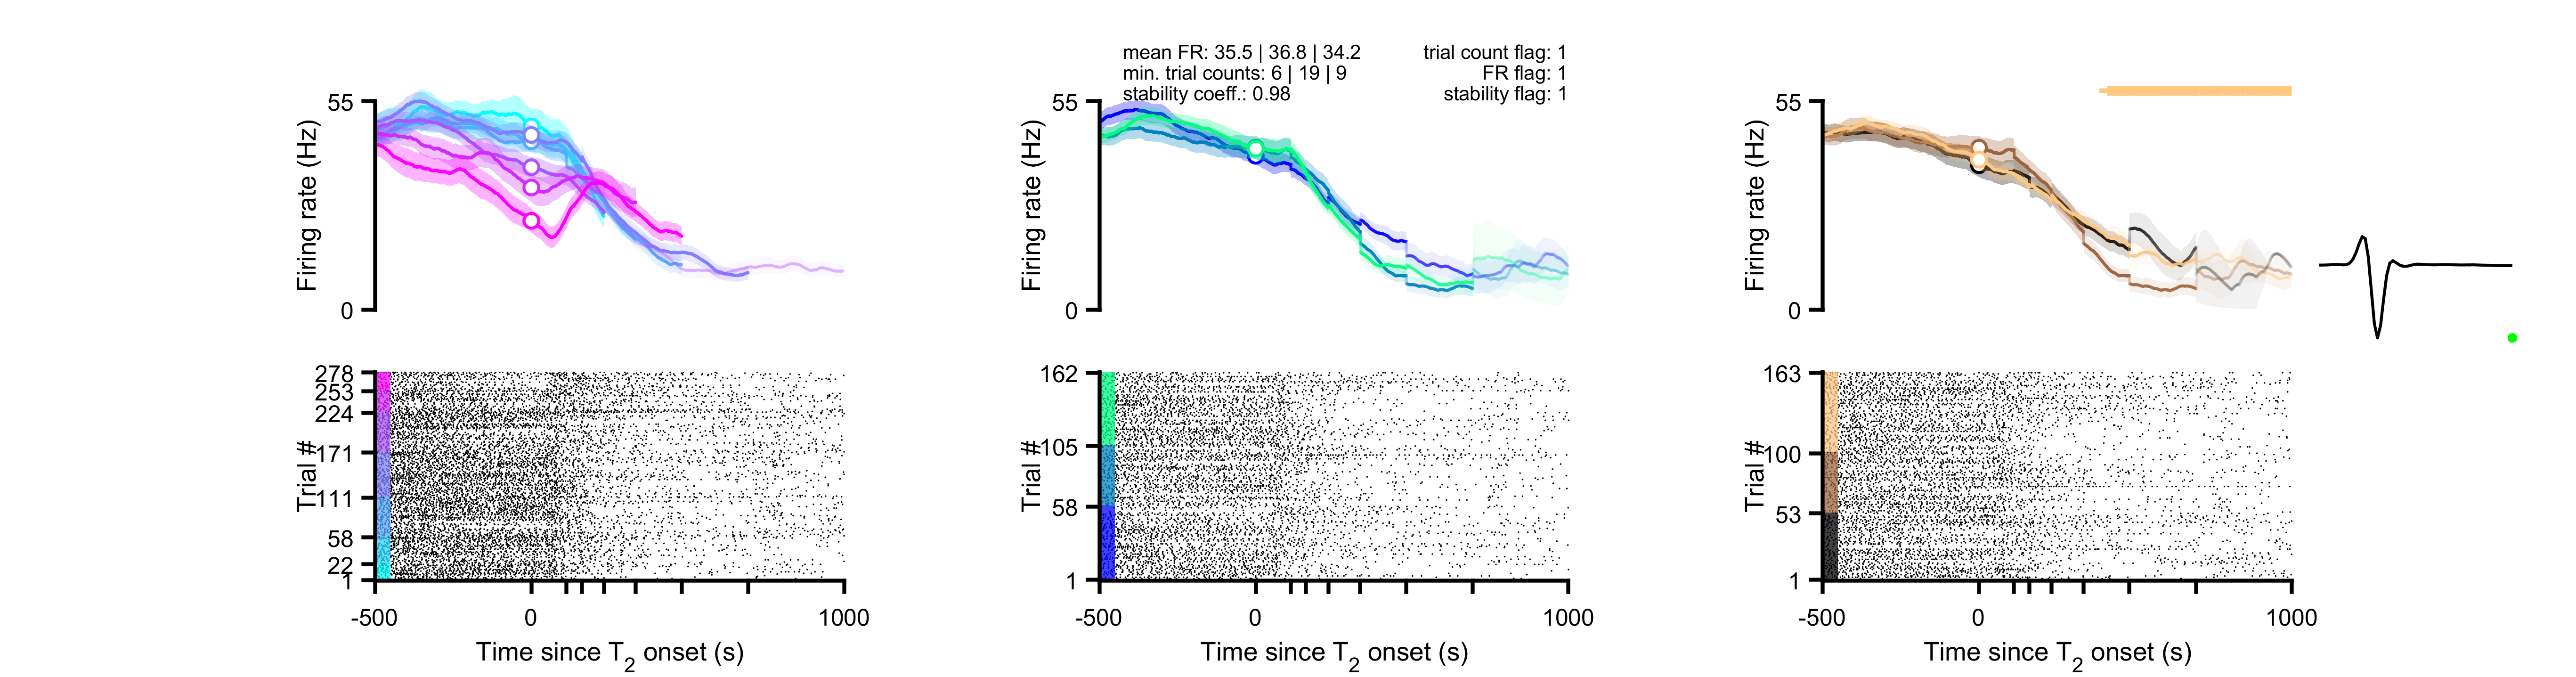 mean FR: 35.5 | 36.8 | 34.2
trial count flag: 1
min. trial counts: 6 | 19 | 9
FR flag: 1
stability coeff.: 0.98
stability flag: 1
55
Firing rate (Hz)
0
55
Firing rate (Hz)
0
55
Firing rate (Hz)
0
278
253
224
171
111
58
22
1
Trial #
-500
0
1000
Time since T2 onset (s)
162
105
58
1
Trial #
-500
0
1000
Time since T2 onset (s)
163
100
53
1
Trial #
-500
0
1000
Time since T2 onset (s)